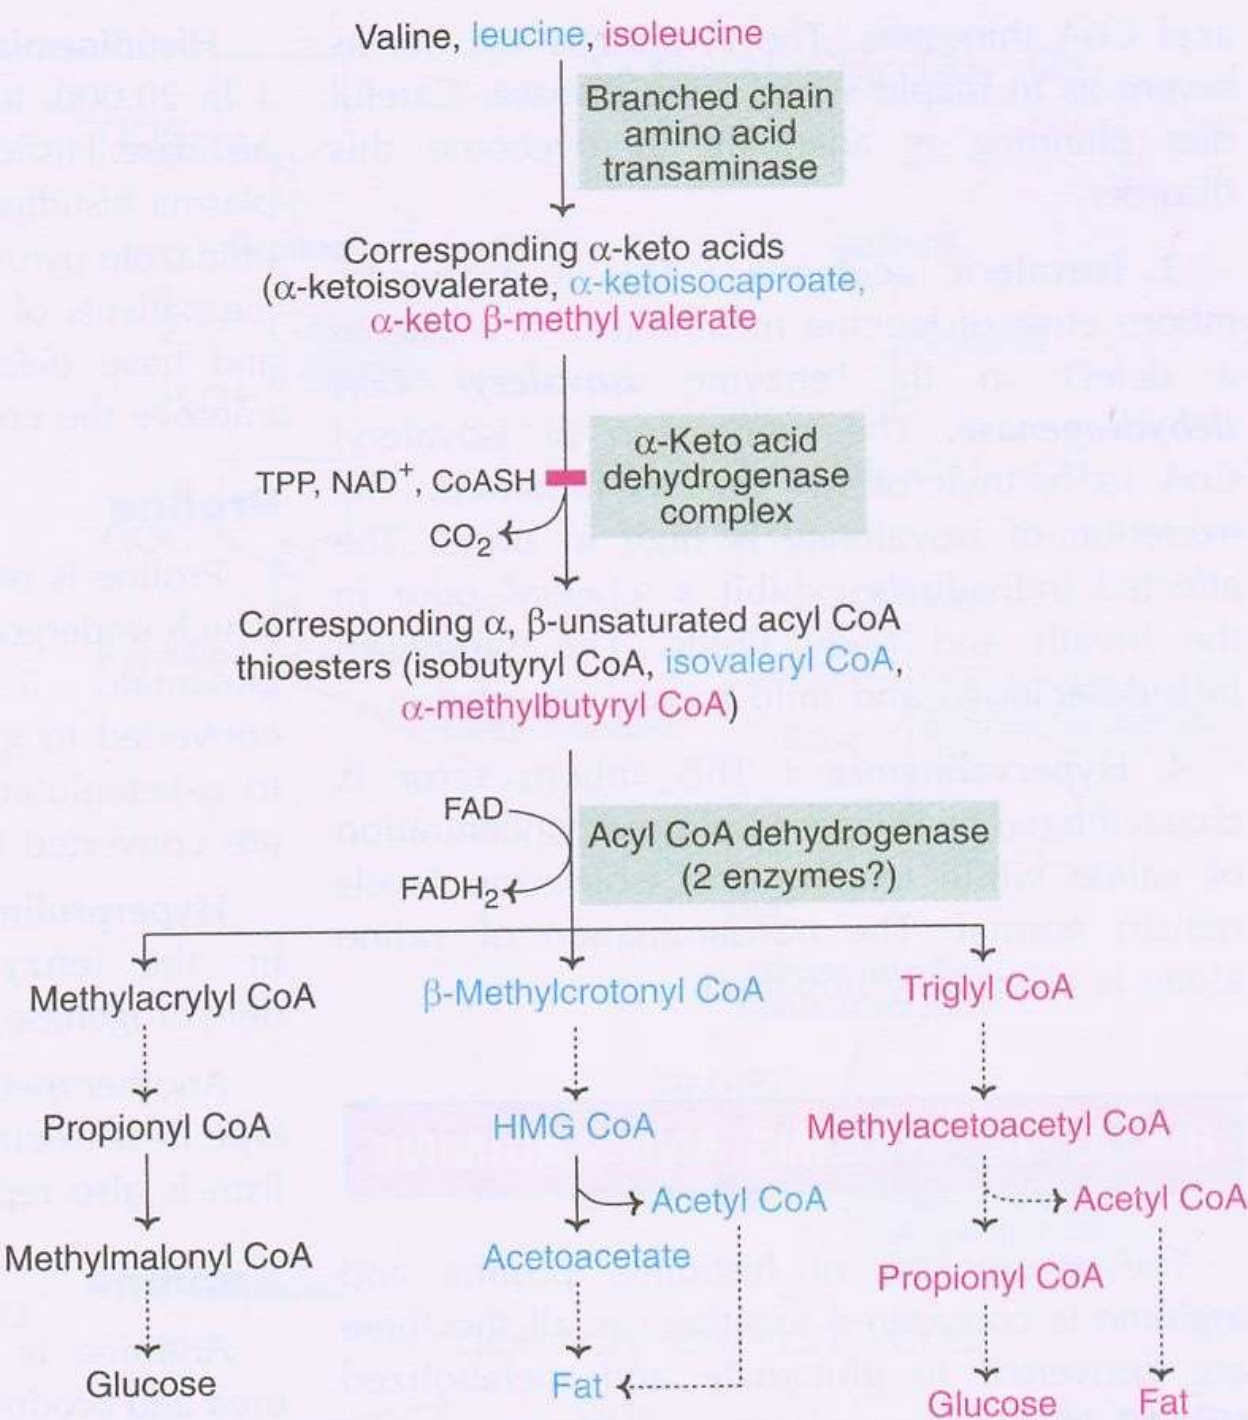 Valine, leucine, isoleucine
Branched chain
amino acid
transaminase
Corresponding α-keto acids
(α-ketoisovalerate, α-ketoisocaproate,
α-keto β-methyl valerate
TPP, NAD⁺, CoASH
α-Keto acid
dehydrogenase
complex
CO₂
Corresponding α, β-unsaturated acyl CoA
thioesters (isobutyryl CoA, isovaleryl CoA,
α-methylbutyryl CoA)
FAD
Acyl CoA dehydrogenase
(2 enzymes?)
FADH₂
Methylacrylyl CoA
β-Methylcrotonyl CoA
Triglyl CoA
Propionyl CoA
HMG CoA
Methylacetoacetyl CoA
Acetyl CoA
Acetyl CoA
Methylmalonyl CoA
Acetoacetate
Propionyl CoA
Glucose
Fat
Glucose
Fat